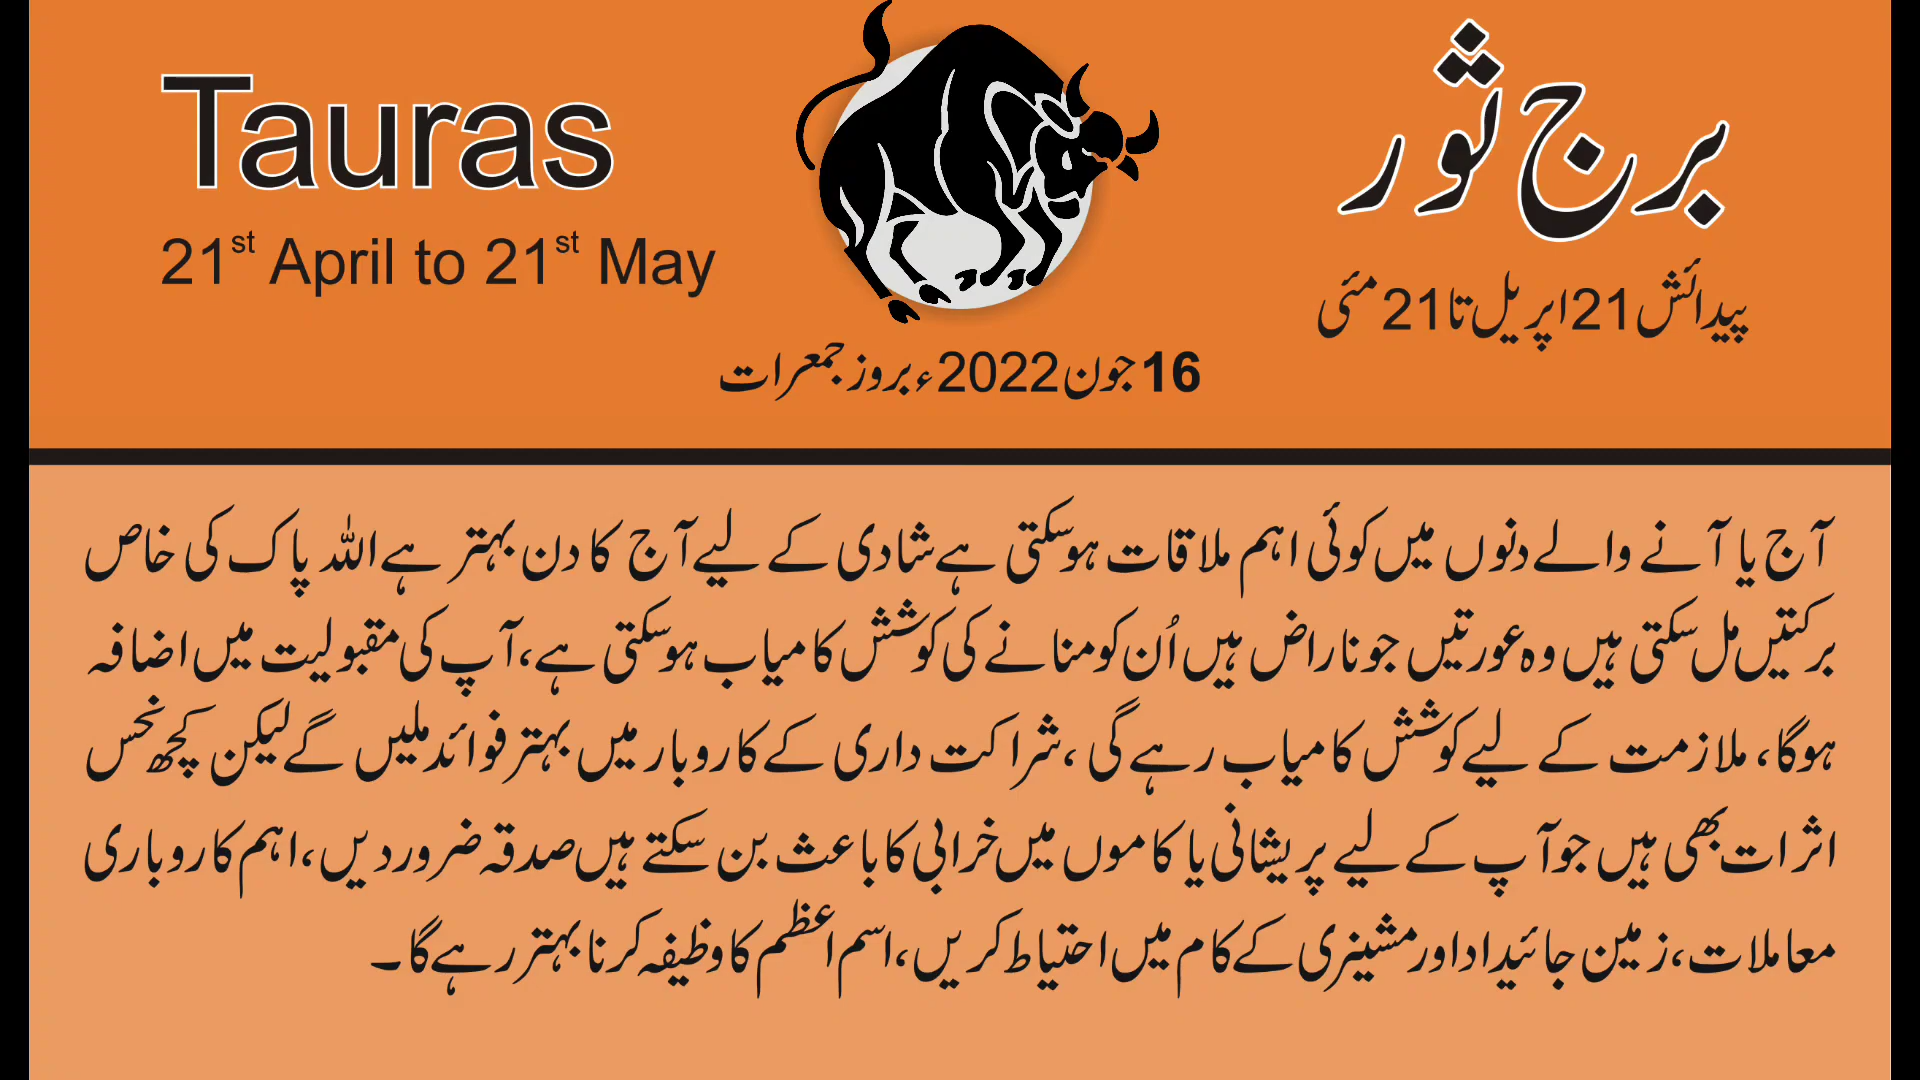 Tauras
برج ثور
21st April to 21st May
پیدائش 21 اپریل تا 21 مئی
16 جون 2022ء بروز جمعرات
آج یا آنے والے دنوں میں کوئی اہم ملاقات ہوسکتی ہے شادی کے لیے آج کا دن بہتر ہے اللہ پاک کی خاص
برکتیں مل سکتی ہیں وہ عورتیں جو ناراض ہیں اُن کو منانے کی کوشش کامیاب ہوسکتی ہے، آپ کی مقبولیت میں اضافہ
ہوگا، ملازمت کے لیے کوشش کامیاب رہے گی ،شراکت داری کے کاروبار میں بہتر فوائد ملیں گے لیکن کچھ نحس
اثرات بھی ہیں جو آپ کے لیے پریشانی یا کاموں میں خرابی کا باعث بن سکتے ہیں صدقہ ضرور دیں، اہم کاروباری
معاملات، زمین جائیداد اور مشینری کے کام میں احتیاط کریں، اسم اعظم کا وظیفہ کرنا بہتر رہے گا۔